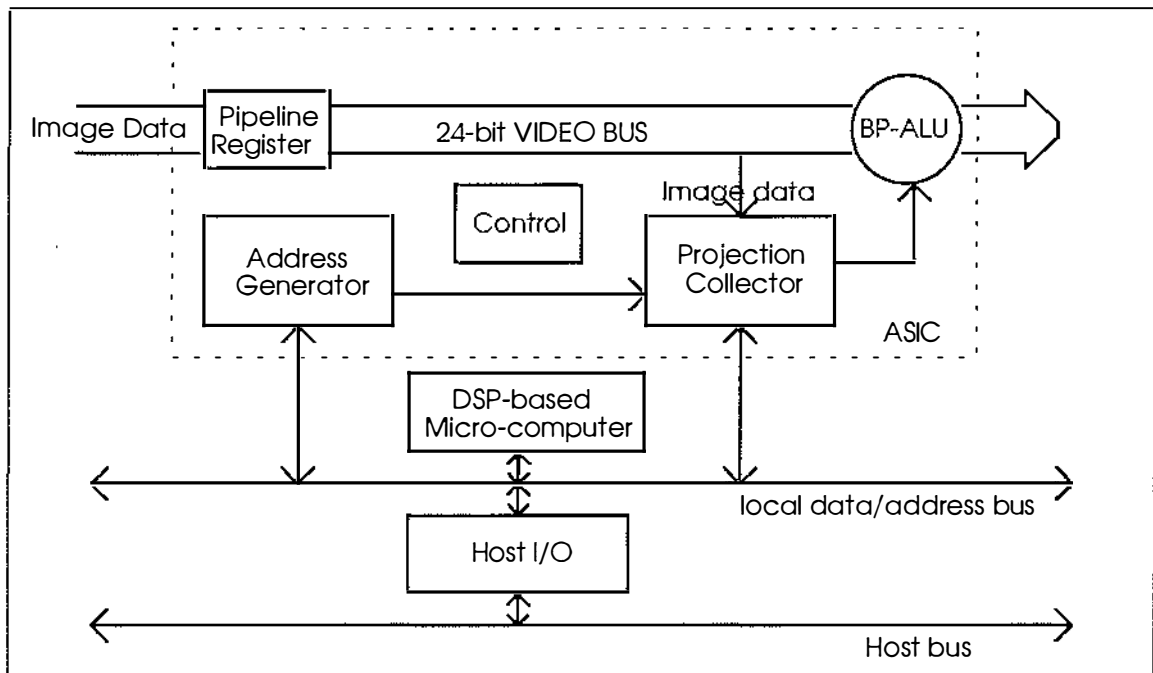 Image Data
Pipeline
Register
24-bit VIDEO BUS
BP-ALU
Image data
Control
Address
Generator
Projection
Collector
ASIC
DSP-based
Micro-computer
local data/address bus
Host I/O
Host bus